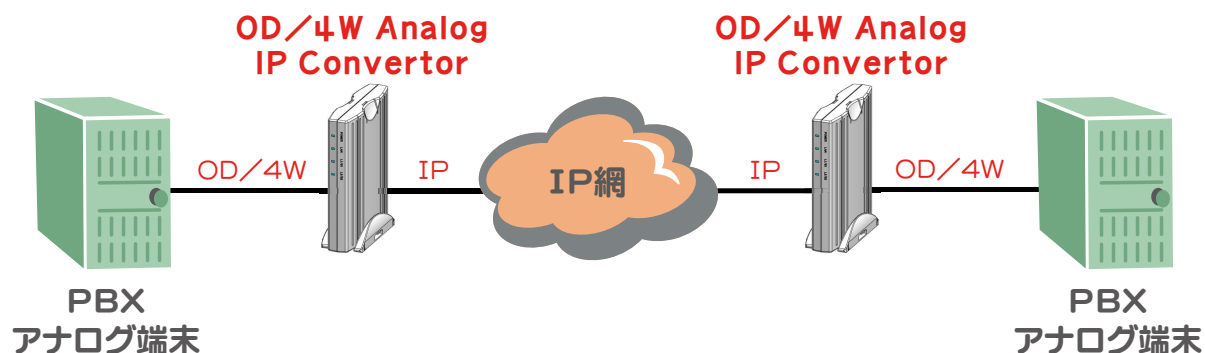 OD/4W Analog
IP Convertor
OD/4W Analog
IP Convertor
OD/4W
IP
IP網
IP
OD/4W
PBX
アナログ端末
PBX
アナログ端末